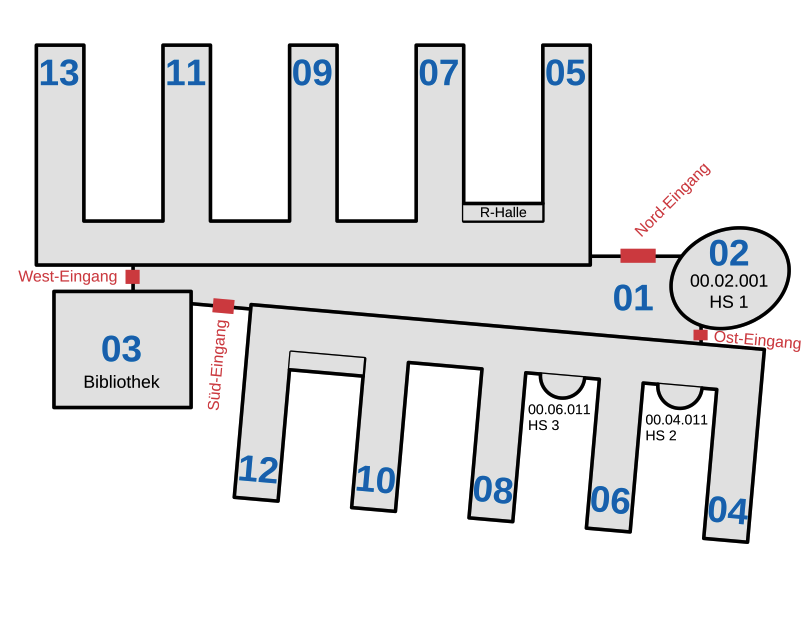 13
11
09
07
05
R-Halle
Nord-Eingang
02
00.02.001
HS 1
West-Eingang
01
Ost-Eingang
03
Bibliothek
Süd-Eingang
00.06.011
HS 3
00.04.011
HS 2
12
10
08
06
04